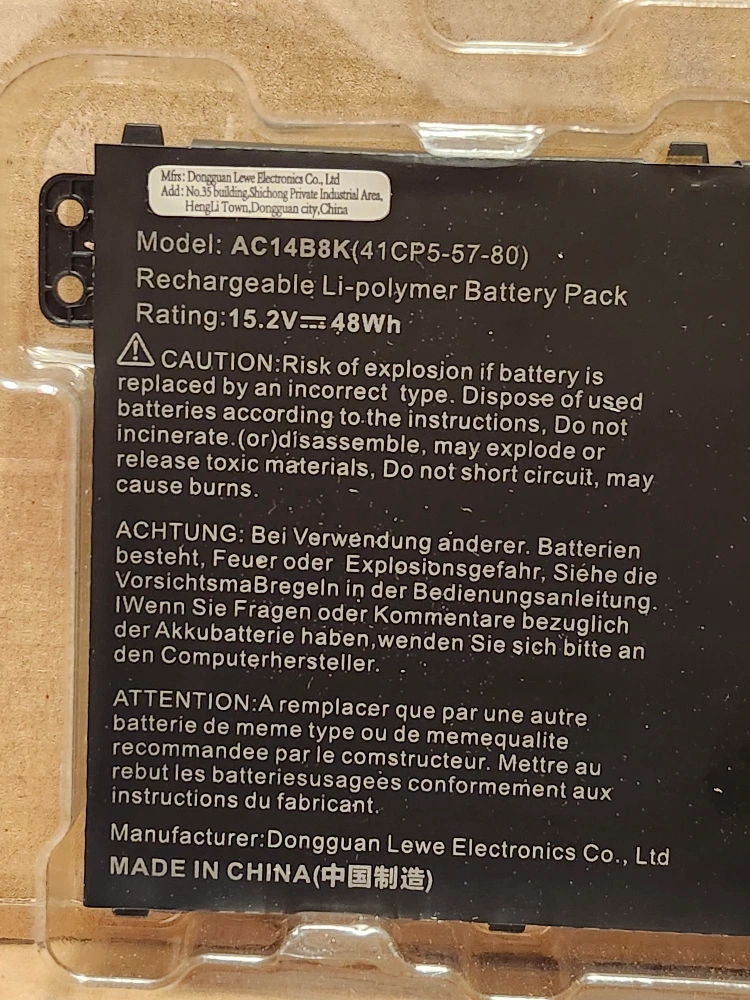 Mfrs: Dongguan Lewe Electronics Co., Ltd
Add: No.35 building,Shichong Private Industrial Area,
HengLi Town,Dongguan city,China
Model: AC14B8K(41CP5-57-80)
Rechargeable Li-polymer Battery Pack
Rating:15.2V⎓48Wh
⚠ CAUTION:Risk of explosion if battery is
replaced by an incorrect type. Dispose of used
batteries according to the instructions, Do not
incinerate.(or)disassemble, may explode or
release toxic materials, Do not short circuit, may
cause burns.
ACHTUNG: Bei Verwendung anderer. Batterien
besteht, Feuer oder Explosionsgefahr, Siehe die
VorsichtsmaBregeln in der Bedienungsanleitung.
IWenn Sie Fragen oder Kommentare bezuglich
der Akkubatterie haben,wenden Sie sich bitte an
den Computerhersteller.
ATTENTION:A remplacer que par une autre
batterie de meme type ou de memequalite
recommandee par le comstructeur. Mettre au
rebut les batteriesusagees conformement aux
instructions du fabricant.
Manufacturer:Dongguan Lewe Electronics Co., Ltd
MADE IN CHINA(中国制造)